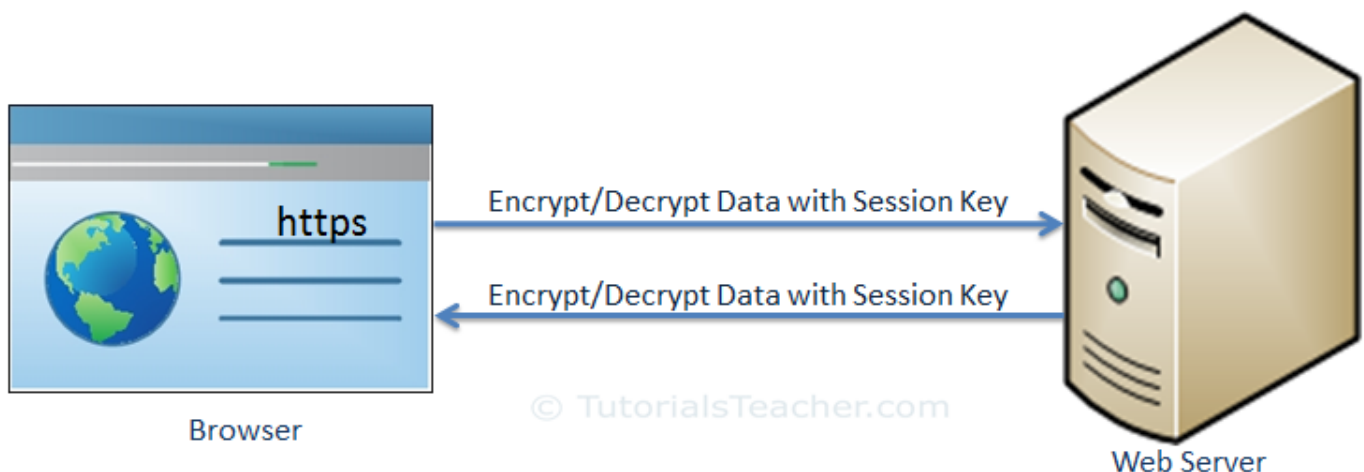 https
Encrypt/Decrypt Data with Session Key
Encrypt/Decrypt Data with Session Key
© TutorialsTeacher.com
Browser
Web Server